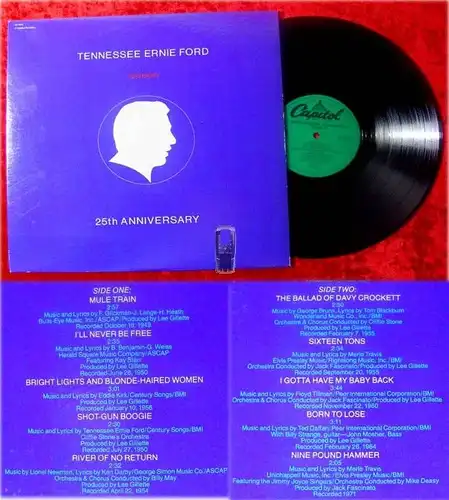 TENNESSEE ERNIE FORD
25th ANNIVERSARY
Capitol
SIDE ONE:
MULE TRAIN
2:57
Music and Lyrics by F. Glickman-J. Lange-H. Heath
Bulls-Eye Music Inc./ASCAP/Produced by Lee Gillette
Recorded October 18, 1949
I'LL NEVER BE FREE
2:35
Music and Lyrics by B. Benjamin-G. Weiss
Herald Square Music Company/ASCAP
Featuring Kay Starr
Produced by Lee Gillette
Recorded June 28, 1950
BRIGHT LIGHTS AND BLONDE-HAIRED WOMEN
3:01
Music and Lyrics by Eddie Kirk/Century Songs/BMI
Produced by Lee Gillette
Recorded January 10, 1956
SHOT-GUN BOOGIE
2:30
Music and Lyrics by Tennessee Ernie Ford/Century Songs/BMI
Cliffie Stone's Orchestra
Produced by Lee Gillette
Recorded July 27, 1950
RIVER OF NO RETURN
2:32
Music by Lionel Newman, Lyrics by Ken Darby/George Simon Music Co./ASCAP
Orchestra & Chorus Conducted by Billy May
Recorded April 22, 1954
SIDE TWO:
THE BALLAD OF DAVY CROCKETT
2:50
Music by George Bruns, Lyrics by Tom Blackburn
Wonderland Music Co., Inc./BMI
Orchestra & Chorus Conducted by Cliffie Stone
Produced by Lee Gillette
Recorded February 7, 1955
SIXTEEN TONS
2:34
Music and Lyrics by Merle Travis
Elvis Presley Music/Rightsong Music, Inc./BMI
Orchestra Conducted by Jack Fascinato/Produced by Lee Gillette
Recorded September 20, 1955
I GOTTA HAVE MY BABY BACK
3:44
Music and Lyrics by Floyd Tillman/Peer International Corporation/BMI
Orchestra & Chorus Conducted by Jack Fascinato/Produced by Lee Gillette
Recorded November 22, 1960
BORN TO LOSE
3:11
Music and Lyrics by Ted Daffan/Peer International Corporation/BMI
With Billy Strange, guitar—John Mosher, Bass
Produced by Lee Gillette
Recorded February 26, 1964
NINE POUND HAMMER
2:05
Music and Lyrics by Merle Travis
Unichappell Music, Inc./Elvis Presley Music/BMI
Featuring the Jimmy Joyce Singers/Orchestra Conducted by Mike Deasy
Produced by Jack Fascinato
Recorded 1971